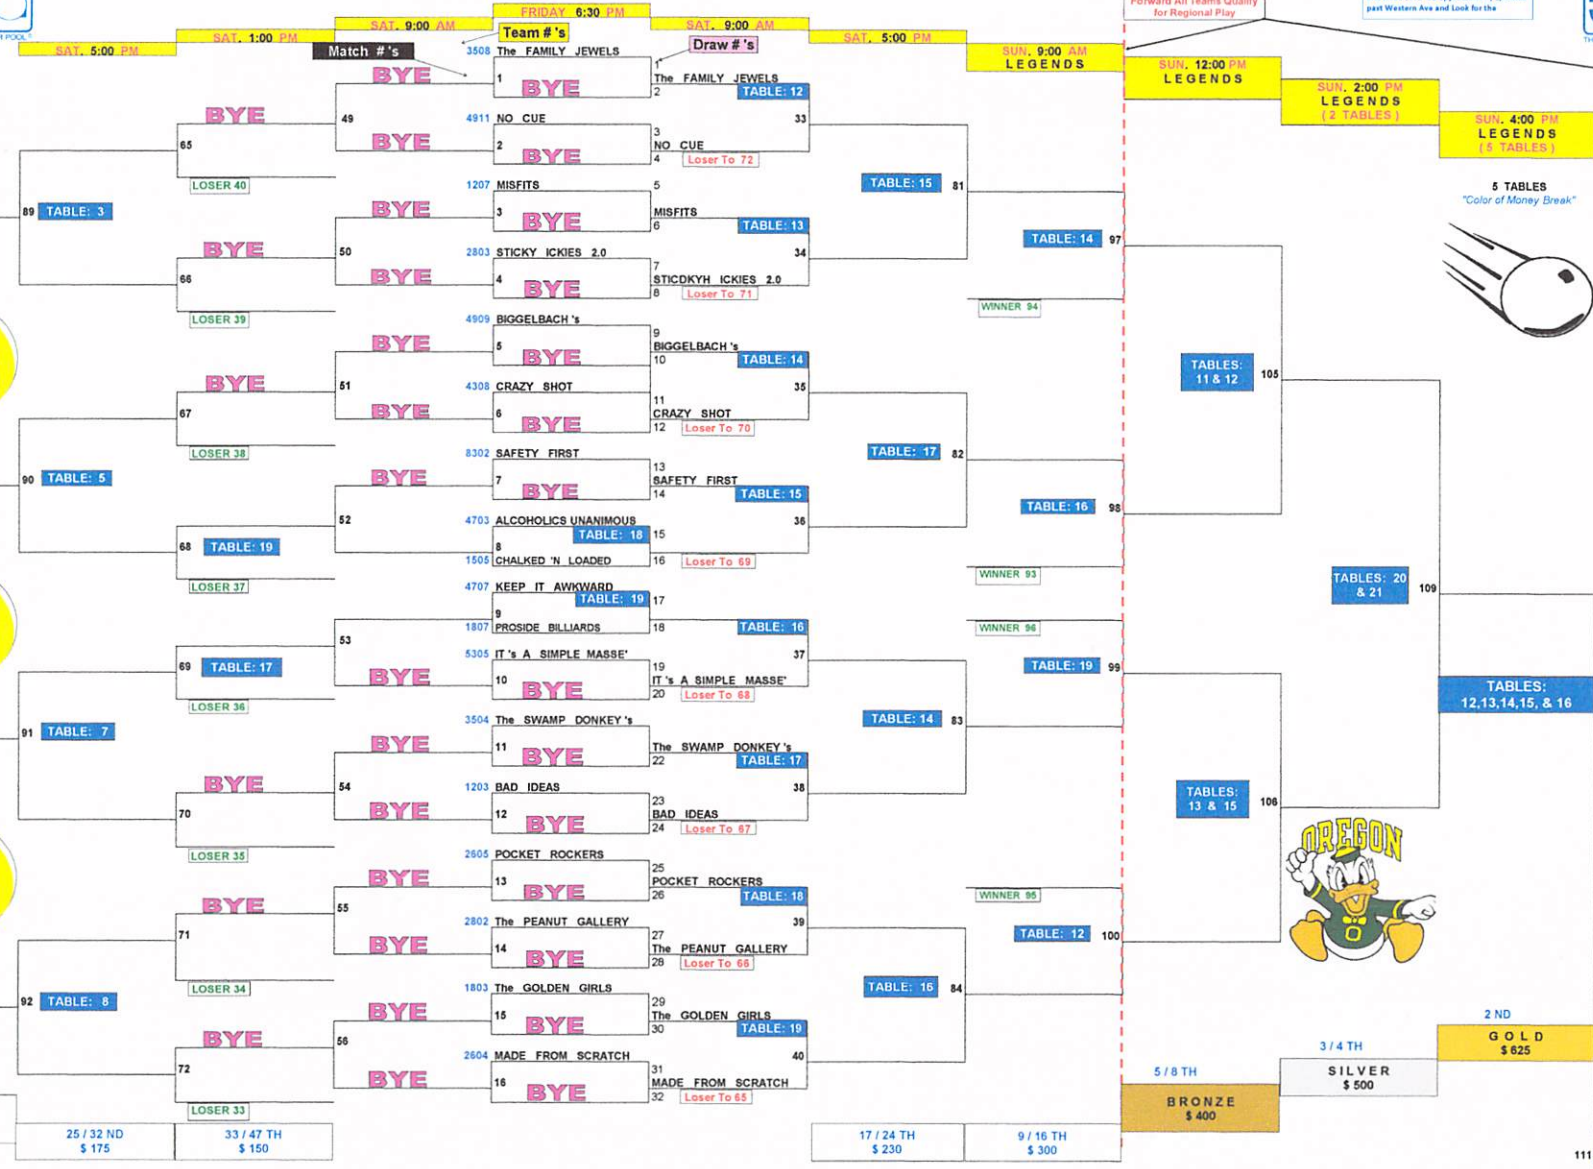 Forward All Teams Qualify
for Regional Play
past Western Ave and Look for the
FRIDAY 6:30 PM
SAT. 9:00 AM
SAT. 9:00 AM
SAT. 1:00 PM
SAT. 5:00 PM
SAT. 5:00 PM
SUN. 9:00 AM
LEGENDS
SUN. 12:00 PM
LEGENDS
SUN. 2:00 PM
LEGENDS
( 2 TABLES )
SUN. 4:00 PM
LEGENDS
( 5 TABLES )
Match # 's
Team # 's
Draw # 's
5 TABLES
"Color of Money Break"
89 TABLE: 3
90 TABLE: 5
91 TABLE: 7
92 TABLE: 8
BYE
65
LOSER 40
BYE
66
LOSER 39
BYE
67
LOSER 38
68 TABLE: 19
LOSER 37
69 TABLE: 17
LOSER 36
BYE
70
LOSER 35
BYE
71
LOSER 34
BYE
72
LOSER 33
BYE
49
BYE
BYE
50
BYE
BYE
51
BYE
BYE
52
53
BYE
BYE
54
BYE
BYE
55
BYE
BYE
56
BYE
3508 The FAMILY JEWELS
1 BYE
4911 NO CUE
2 BYE
1207 MISFITS
3 BYE
2803 STICKY ICKIES 2.0
4 BYE
4909 BIGGELBACH 's
5 BYE
4308 CRAZY SHOT
6 BYE
8302 SAFETY FIRST
7 BYE
4703 ALCOHOLICS UNANIMOUS
8 TABLE: 18
1505 CHALKED 'N LOADED
4707 KEEP IT AWKWARD
9 TABLE: 19
1807 PROSIDE BILLIARDS
5305 IT 's A SIMPLE MASSE'
10 BYE
3504 The SWAMP DONKEY 's
11 BYE
1203 BAD IDEAS
12 BYE
2605 POCKET ROCKERS
13 BYE
2802 The PEANUT GALLERY
14 BYE
1803 The GOLDEN GIRLS
15 BYE
2604 MADE FROM SCRATCH
16 BYE
1
The FAMILY JEWELS
2 TABLE: 12
33
3
NO CUE
4 Loser To 72
5
MISFITS
6 TABLE: 13
34
7
STICDKYH ICKIES 2.0
8 Loser To 71
9
BIGGELBACH 's
10 TABLE: 14
35
11
CRAZY SHOT
12 Loser To 70
13
SAFETY FIRST
14 TABLE: 15
36
15
16 Loser To 69
17
18 TABLE: 16
37
19
IT 's A SIMPLE MASSE'
20 Loser To 68
The SWAMP DONKEY 's
22 TABLE: 17
38
23
BAD IDEAS
24 Loser To 67
25
POCKET ROCKERS
26 TABLE: 18
39
27
The PEANUT GALLERY
28 Loser To 66
29
The GOLDEN GIRLS
30 TABLE: 19
40
31
MADE FROM SCRATCH
32 Loser To 65
TABLE: 15 81
TABLE: 17 82
TABLE: 14 83
TABLE: 16 84
TABLE: 14 97
WINNER 94
TABLE: 16 98
WINNER 93
WINNER 96
TABLE: 19 99
WINNER 95
TABLE: 12 100
TABLES:
11 & 12
105
TABLES:
13 & 15
106
TABLES: 20
& 21
109
TABLES:
12,13,14,15, & 16
OREGON
O
2 ND
GOLD
$ 625
3 / 4 TH
SILVER
$ 500
5 / 8 TH
BRONZE
$ 400
25 / 32 ND
$ 175
33 / 47 TH
$ 150
17 / 24 TH
$ 230
9 / 16 TH
$ 300
111